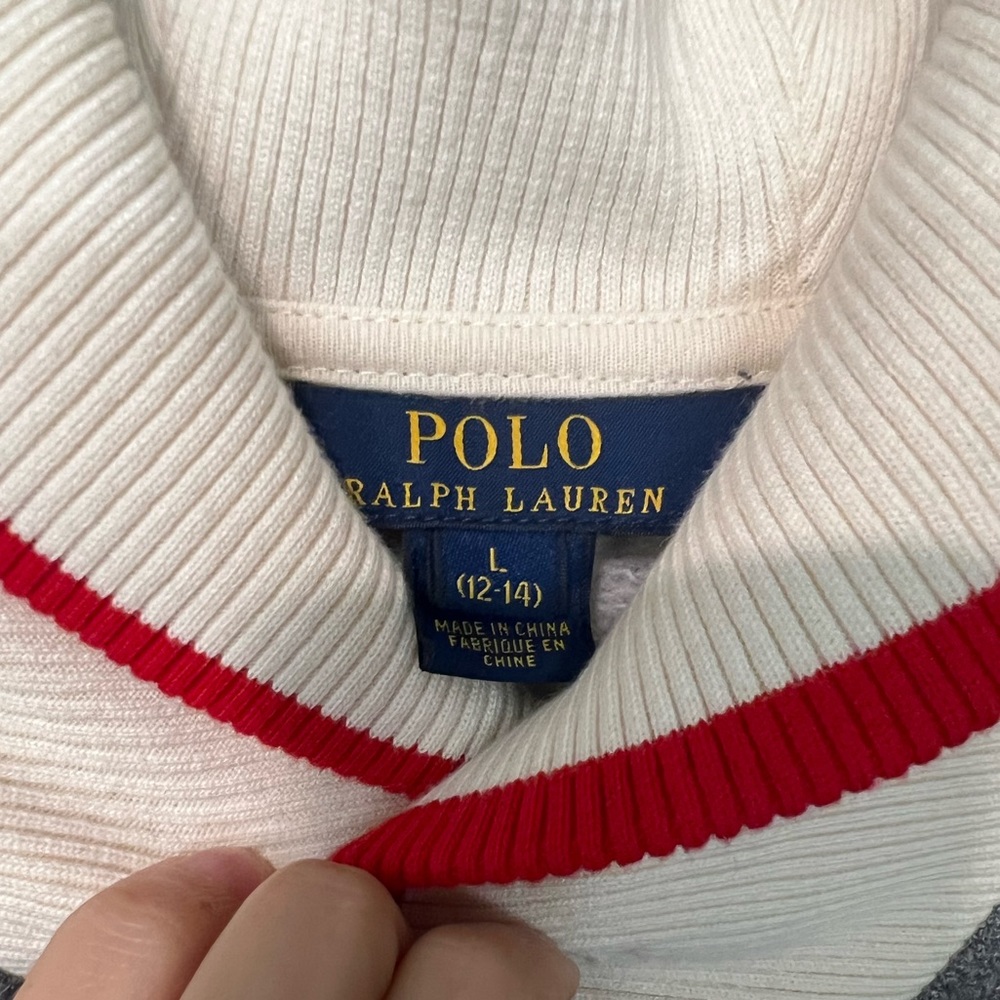 POLO
RALPH LAUREN
L
(12-14)
MADE IN CHINA
FABRIQUE EN
CHINE